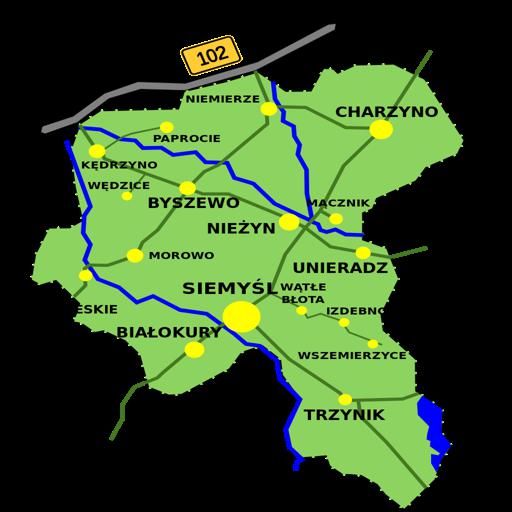 102
NIEMIERZE
CHARZYNO
PAPROCIE
KĘDRZYNO
WĘDZICE
BYSZEWO
MĄCZNIK
NIEŻYN
MOROWO
UNIERADZ
SIEMYŚL
WĄTŁE
BŁOTA
IZDEBNO
ESKIE
BIAŁOKURY
WSZEMIERZYCE
TRZYNIK